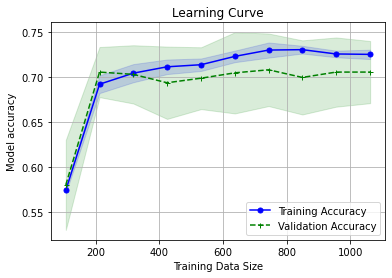 Learning Curve
Model accuracy
0.75
0.70
0.65
0.60
0.55
200
400
600
800
1000
Training Data Size
Training Accuracy
Validation Accuracy